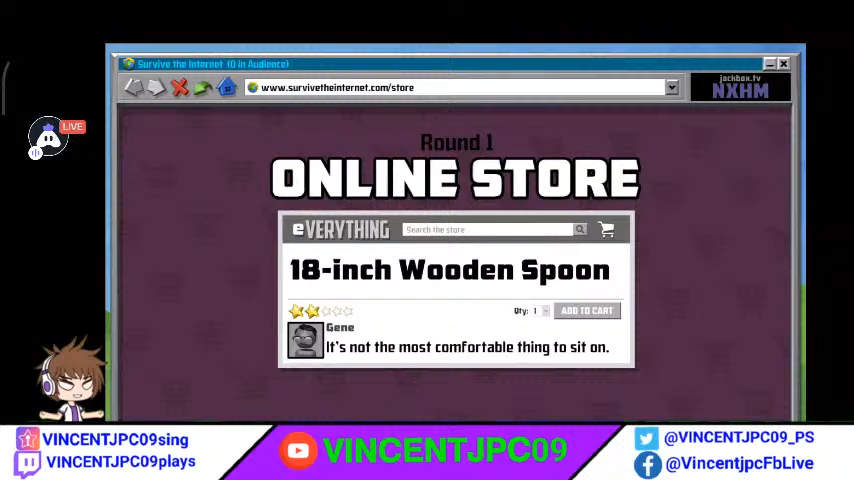 Survive the Internet (0 in Audience)
www.survivetheinternet.com/store
jackbox.tv
NXHM
LIVE
Round 1
ONLINE STORE
eVERYTHING
Search the store
18-inch Wooden Spoon
Qty: 1
ADD TO CART
Gene
It's not the most comfortable thing to sit on.
VINCENTJPC09sing
VINCENTJPC09plays
VINCENTJPC09
@VINCENTJPC09_PS
@VincentjpcFbLive